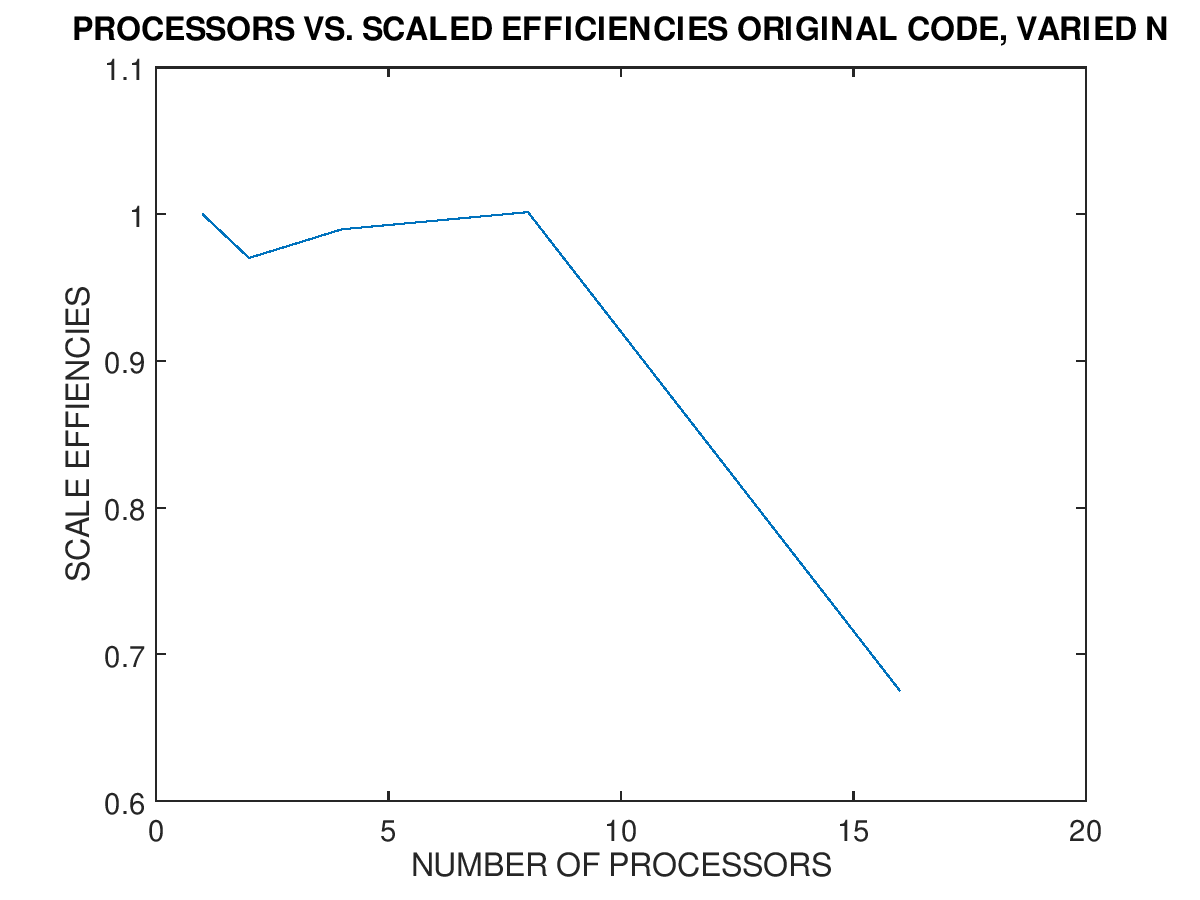 PROCESSORS VS. SCALED EFFICIENCIES ORIGINAL CODE, VARIED N
1.1
1
0.9
0.8
0.7
0.6
SCALE EFFIENCIES
0 5 10 15 20
NUMBER OF PROCESSORS